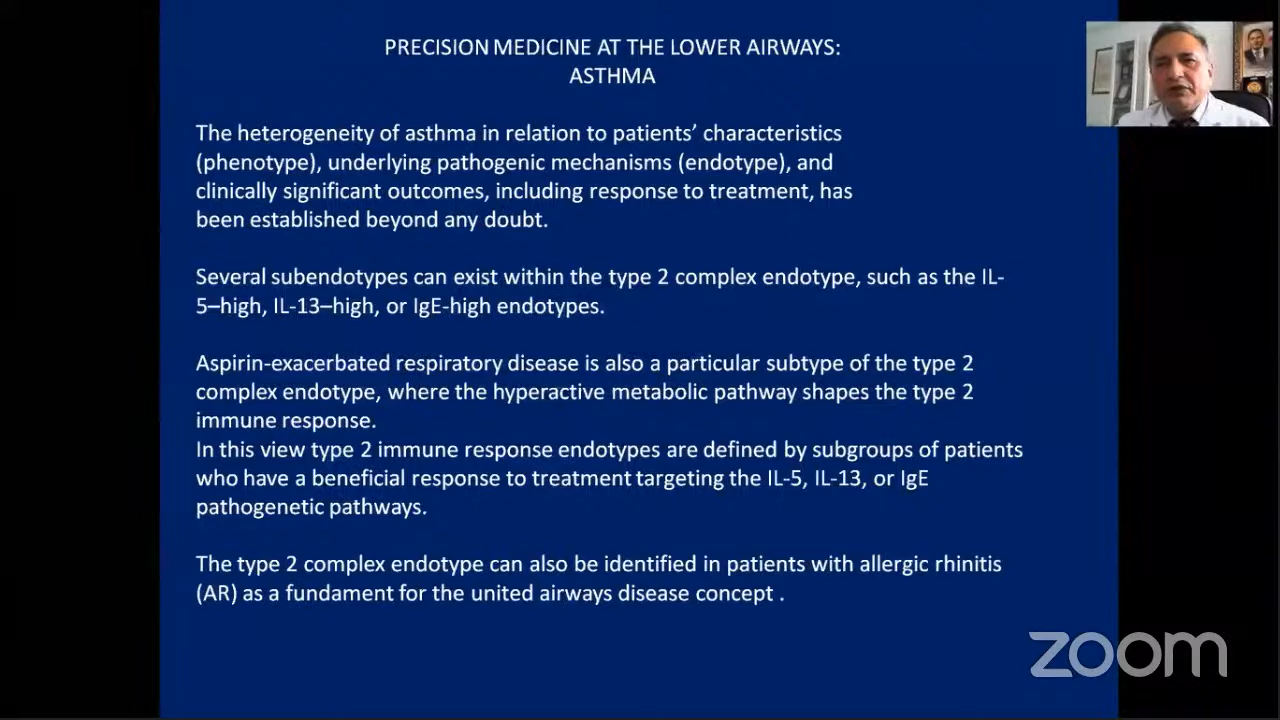 PRECISION MEDICINE AT THE LOWER AIRWAYS:
ASTHMA
The heterogeneity of asthma in relation to patients’ characteristics
(phenotype), underlying pathogenic mechanisms (endotype), and
clinically significant outcomes, including response to treatment, has
been established beyond any doubt.
Several subendotypes can exist within the type 2 complex endotype, such as the IL-
5–high, IL-13–high, or IgE-high endotypes.
Aspirin-exacerbated respiratory disease is also a particular subtype of the type 2
complex endotype, where the hyperactive metabolic pathway shapes the type 2
immune response.
In this view type 2 immune response endotypes are defined by subgroups of patients
who have a beneficial response to treatment targeting the IL-5, IL-13, or IgE
pathogenetic pathways.
The type 2 complex endotype can also be identified in patients with allergic rhinitis
(AR) as a fundament for the united airways disease concept .
zoom